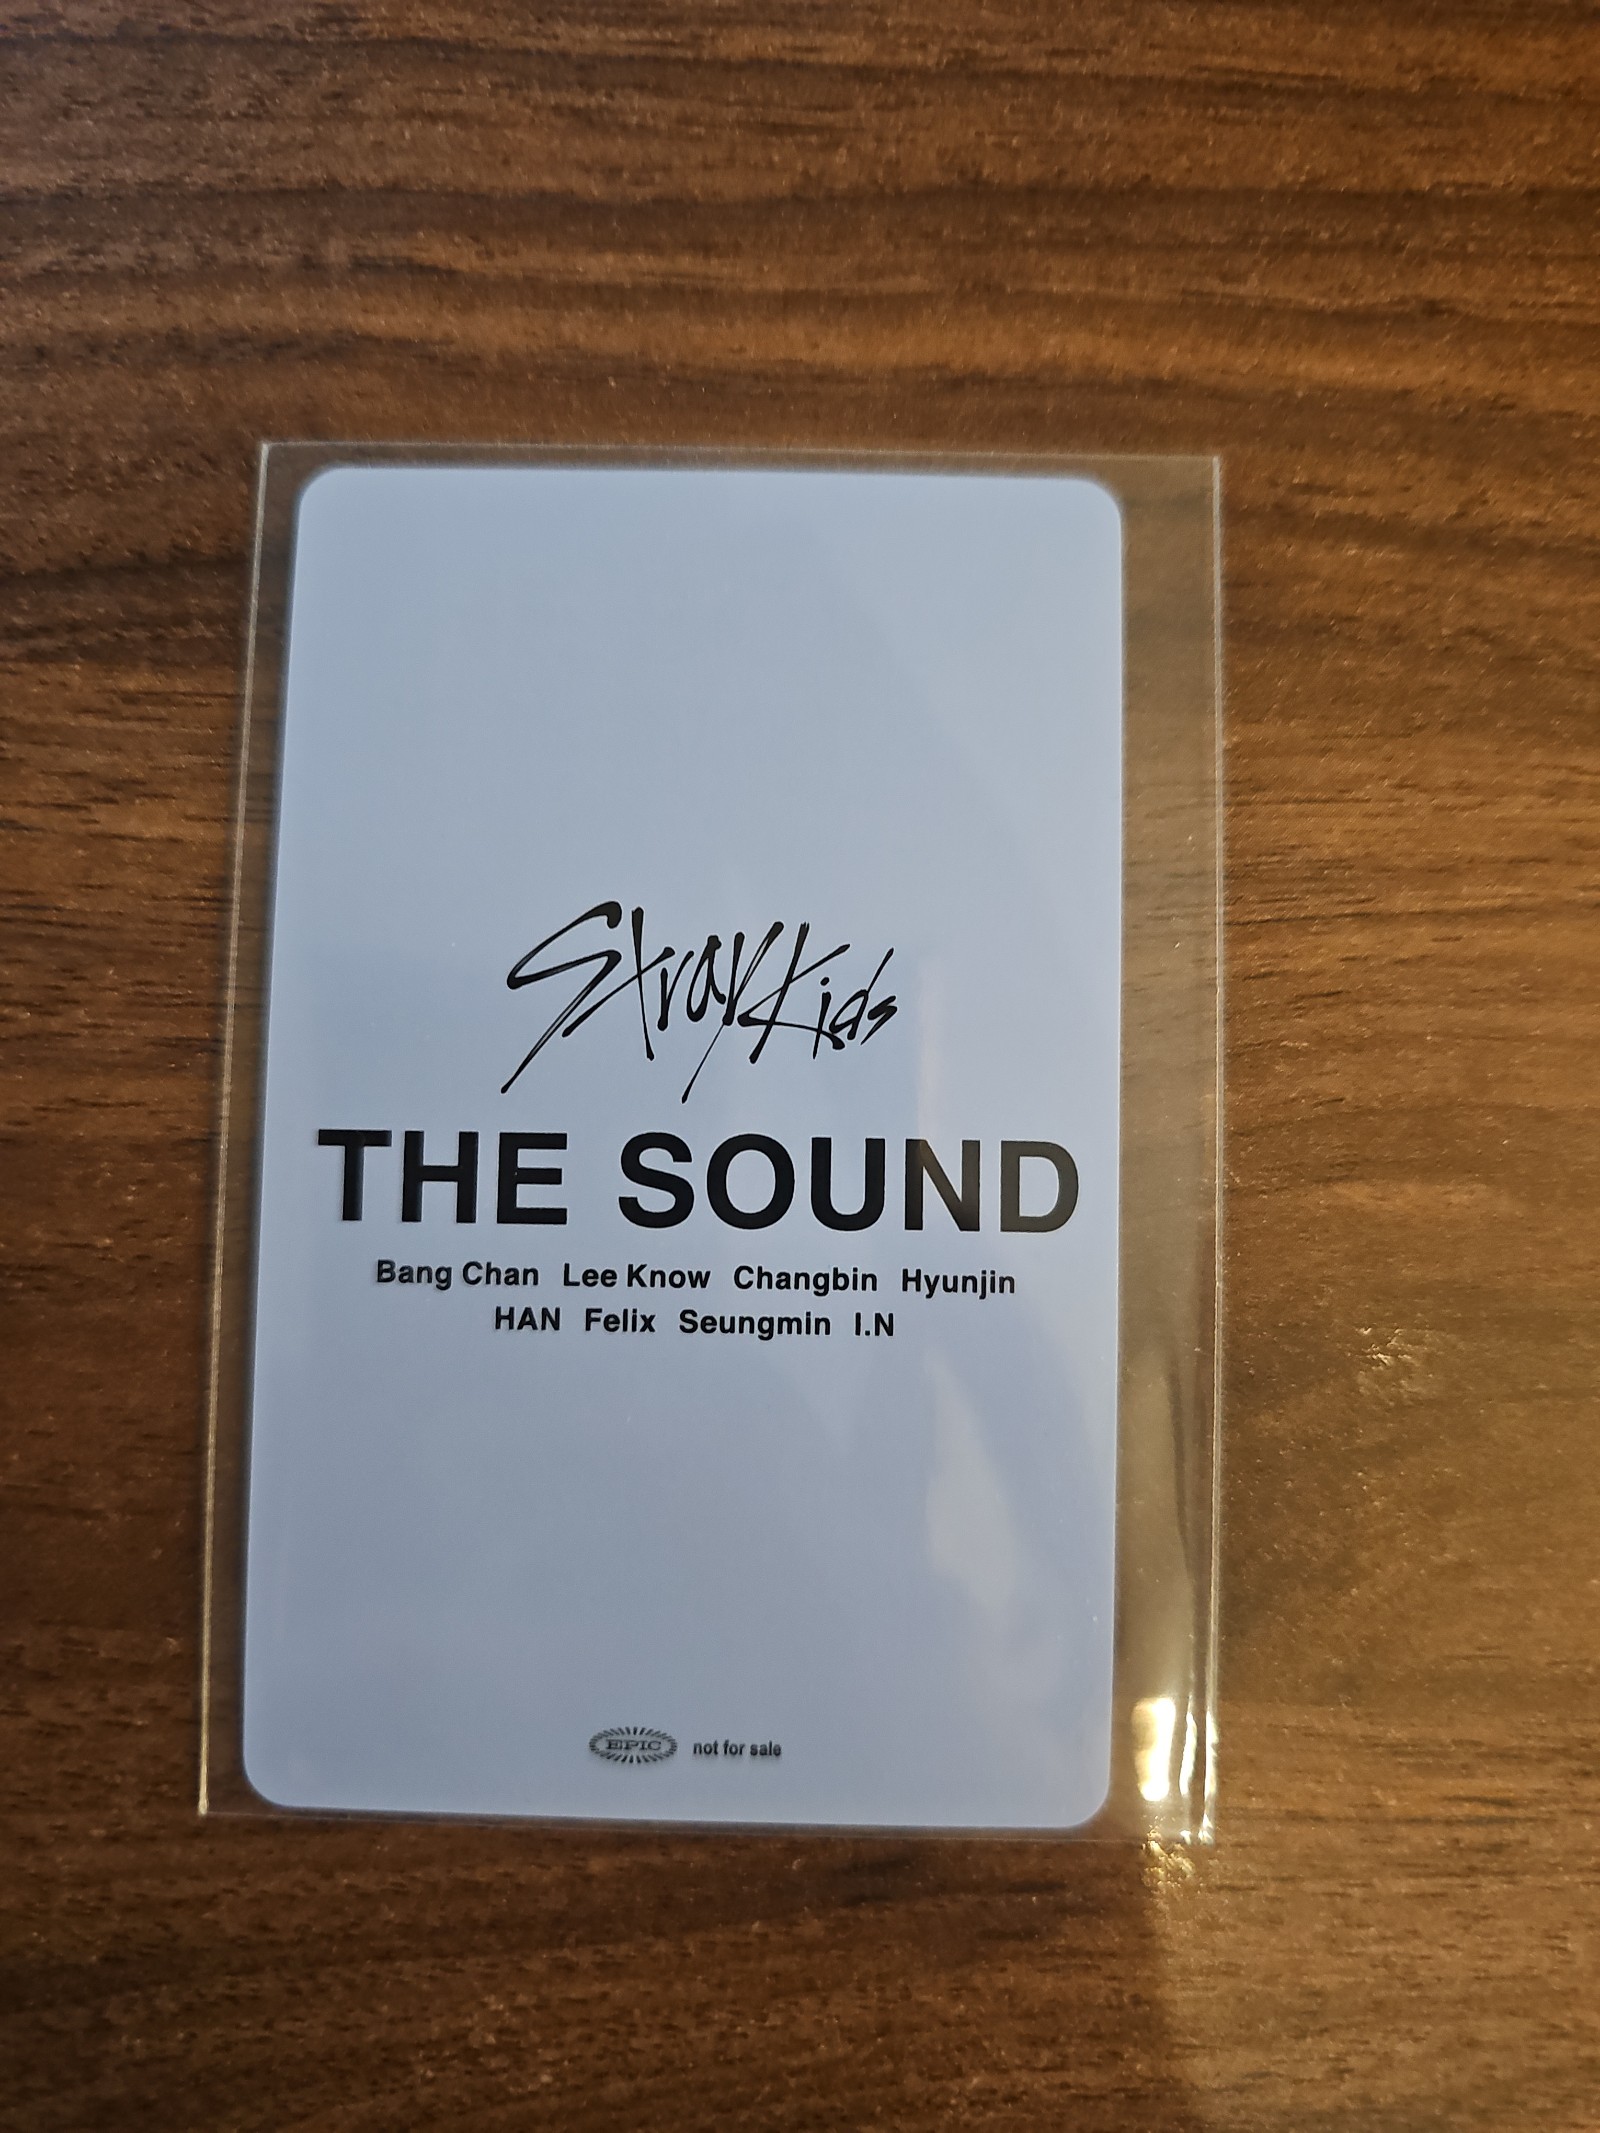 Stray Kids
THE SOUND
Bang Chan Lee Know Changbin Hyunjin
HAN Felix Seungmin I.N
EPIC not for sale